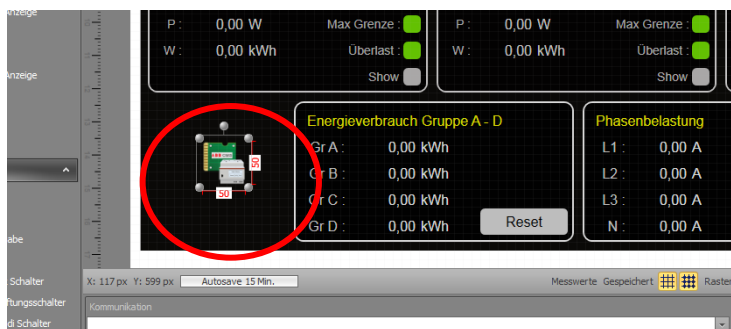 Anzeige
Anzeige
abe
Schalter
ftungsschalter
di Schalter
P : 0,00 W Max Grenze :
W : 0,00 kWh Überlast :
Show
P : 0,00 W Max Grenze :
W : 0,00 kWh Überlast :
Show
50
50
Energieverbrauch Gruppe A - D
Gr A : 0,00 kWh
Gr B : 0,00 kWh
Gr C : 0,00 kWh
Gr D : 0,00 kWh
Reset
Phasenbelastung
L1 : 0,00 A
L2 : 0,00 A
L3 : 0,00 A
N : 0,00 A
X: 117 px Y: 599 px Autosave 15 Min. Messwerte Gespeichert Raster
Kommunikation